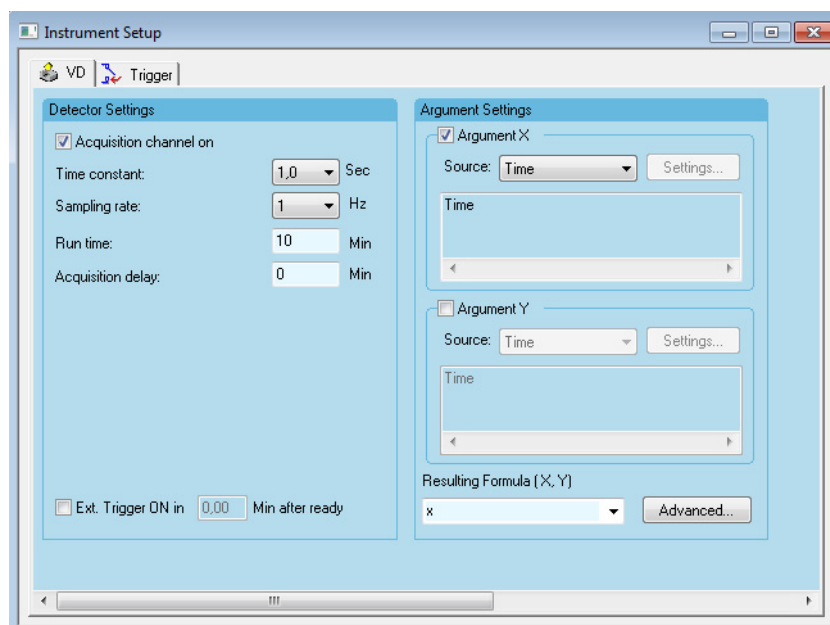 Instrument Setup
VD
Trigger
Detector Settings
Acquisition channel on
Time constant: 1,0 Sec
Sampling rate: 1 Hz
Run time: 10 Min
Acquisition delay: 0 Min
Ext. Trigger ON in 0,00 Min after ready
Argument Settings
Argument X
Source: Time Settings...
Time
Argument Y
Source: Time Settings...
Time
Resulting Formula (X, Y)
x Advanced...